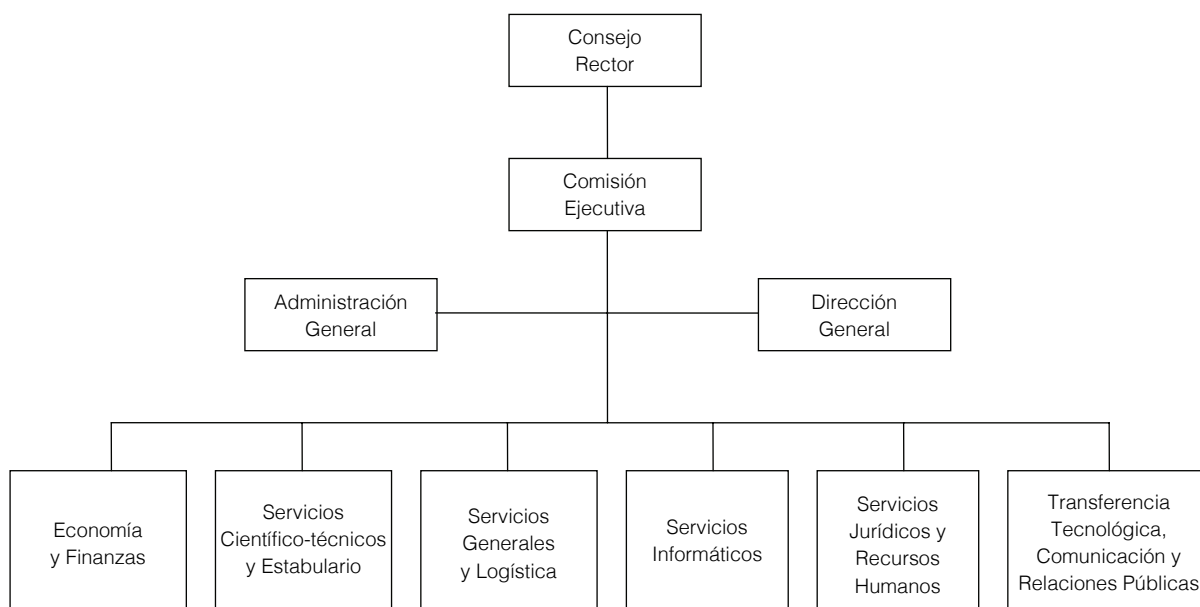 Consejo
Rector
Comisión
Ejecutiva
Administración
General
Dirección
General
Economía
y Finanzas
Servicios
Científico-técnicos
y Estabulario
Servicios
Generales
y Logística
Servicios
Informáticos
Servicios
Jurídicos y
Recursos
Humanos
Transferencia
Tecnológica,
Comunicación y
Relaciones Públicas